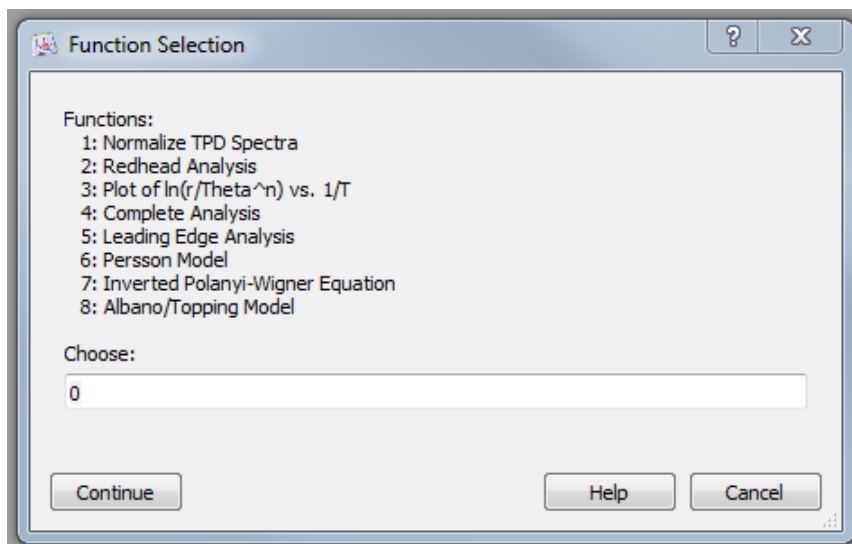 Function Selection
Functions:
1: Normalize TPD Spectra
2: Redhead Analysis
3: Plot of ln(r/Theta^n) vs. 1/T
4: Complete Analysis
5: Leading Edge Analysis
6: Persson Model
7: Inverted Polanyi-Wigner Equation
8: Albano/Topping Model
Choose:
0
Continue Help Cancel